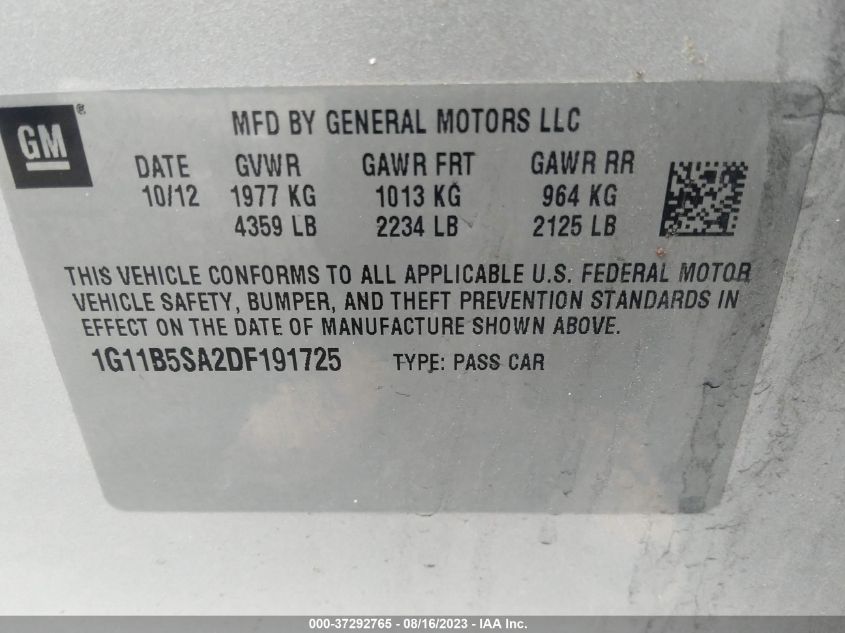 GM®
MFD BY GENERAL MOTORS LLC
DATE GVWR GAWR FRT GAWR RR
10/12 1977 KG 1013 KG 964 KG
4359 LB 2234 LB 2125 LB
THIS VEHICLE CONFORMS TO ALL APPLICABLE U.S. FEDERAL MOTOR
VEHICLE SAFETY, BUMPER, AND THEFT PREVENTION STANDARDS IN
EFFECT ON THE DATE OF MANUFACTURE SHOWN ABOVE.
1G11B5SA2DF191725 TYPE: PASS CAR
000-37292765 - 08/16/2023 - IAA Inc.